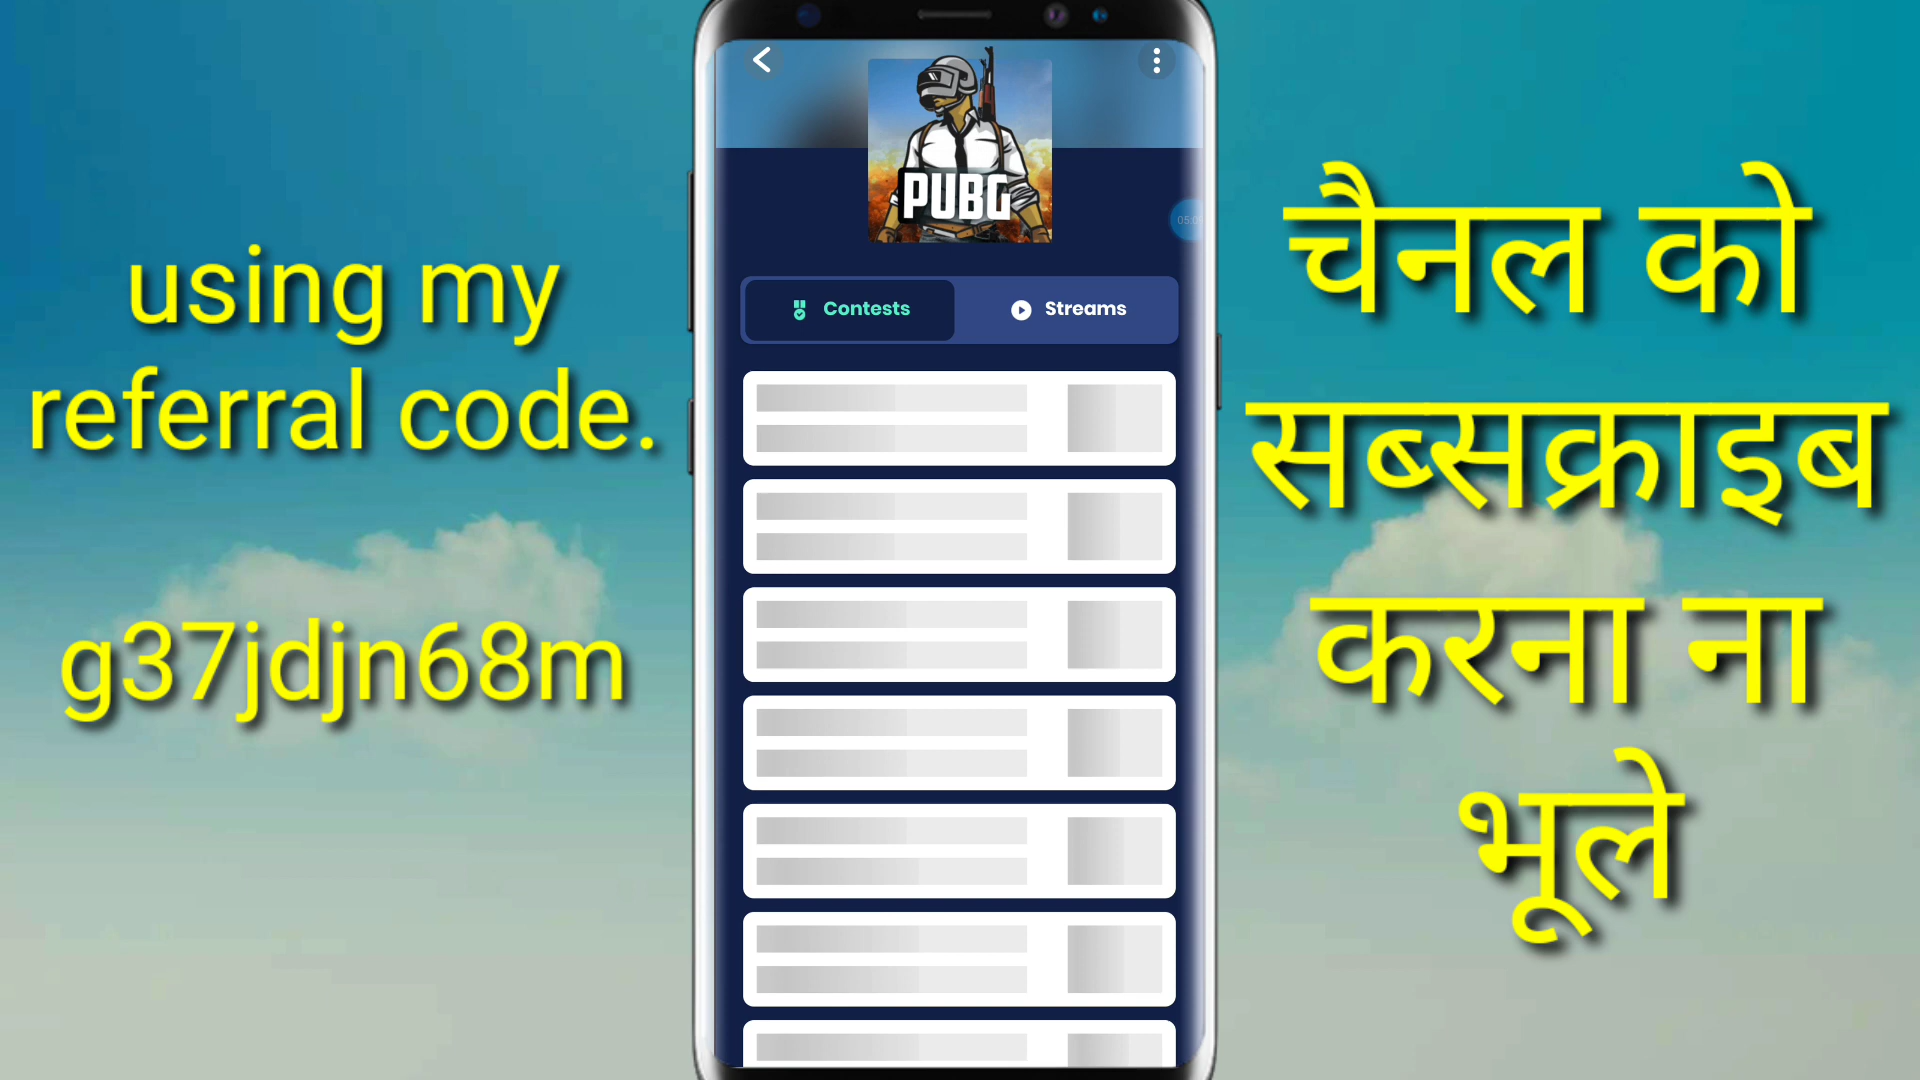 using my
referral code.
g37jdjn68m
PUBG
Contests
Streams
चैनल को
सब्सक्राइब
करना ना
भूले